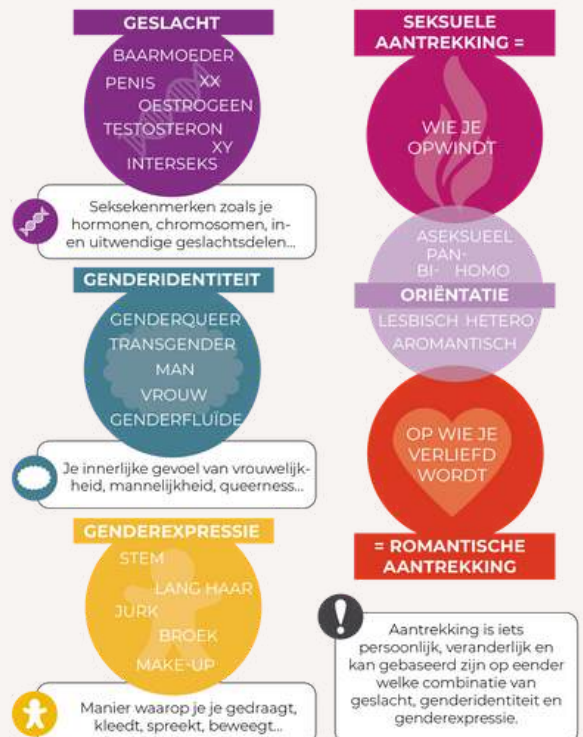 GESLACHT
BAARMOEDER
PENIS XX
OESTROGEEN
TESTOSTERON
XY
INTERSEKS
Seksekenmerken zoals je
hormonen, chromosomen, in-
en uitwendige geslachtsdelen...
GENDERIDENTITEIT
GENDERQUEER
TRANSGENDER
MAN
VROUW
GENDERFLUÏDE
Je innerlijke gevoel van vrouwelijk-
heid, mannelijkheid, queerness...
GENDEREXPRESSIE
STEM
LANG HAAR
JURK
BROEK
MAKE-UP
Manier waarop je je gedraagt,
kleedt, spreekt, beweegt...
SEKSUELE
AANTREKKING =
WIE JE
OPWINDT
ASEKSUEEL
PAN-
BI- HOMO
ORIËNTATIE
LESBISCH HETERO
AROMANTISCH
OP WIE JE
VERLIEFD
WORDT
= ROMANTISCHE
AANTREKKING
!
Aantrekking is iets
persoonlijk, veranderlijk en
kan gebaseerd zijn op eender
welke combinatie van
geslacht, genderidentiteit en
genderexpressie.